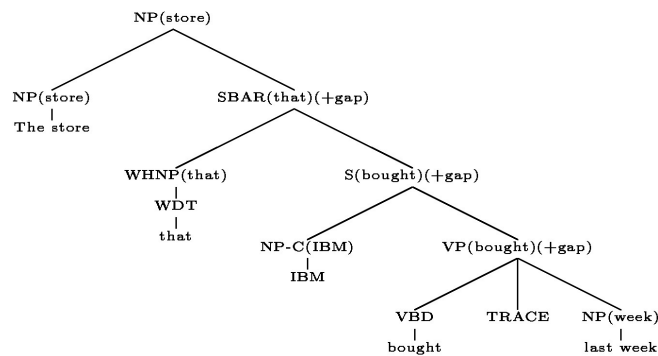 NP(store)
NP(store) SBAR(that)(+gap)
The store
WHNP(that) S(bought)(+gap)
WDT
that
NP-C(IBM) VP(bought)(+gap)
IBM
VBD TRACE NP(week)
bought last week